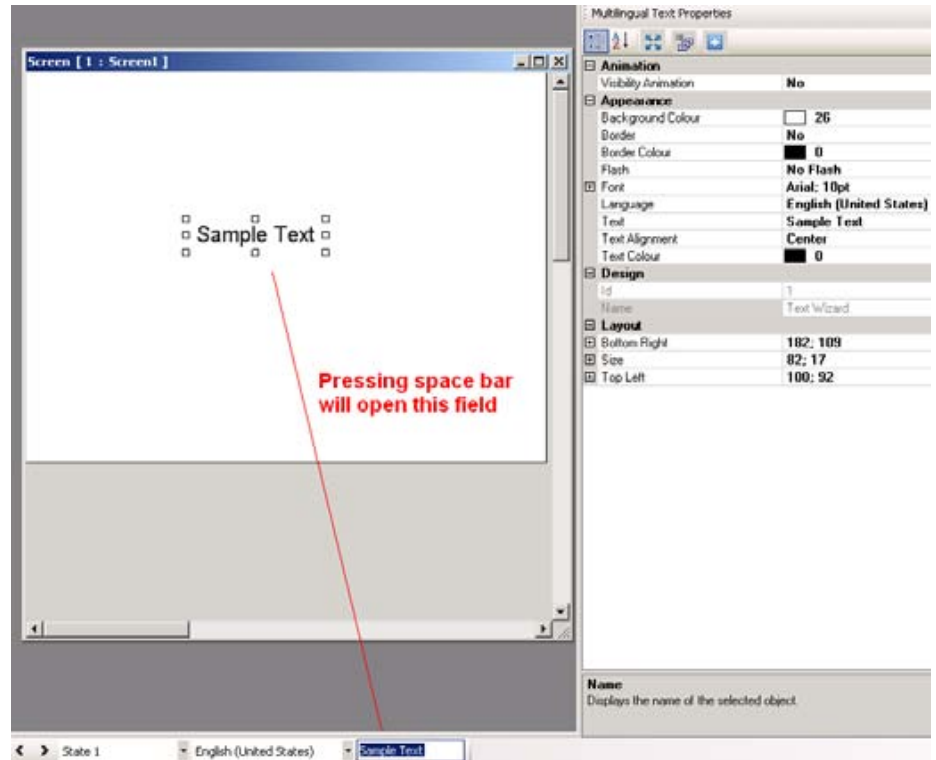 Multilingual Text Properties
Screen [ 1 : Screen1 ]
Animation
Visibility Animation No
Appearance
Background Colour 26
Border No
Border Colour 0
Flash No Flash
Font Arial; 10pt
Language English (United States)
Text Sample Text
Text Alignment Center
Text Colour 0
Design
Id 1
Name Text Wizard
Layout
Bottom Right 182; 109
Size 82; 17
Top Left 100; 92
Sample Text
Pressing space bar
will open this field
Name
Displays the name of the selected object.
State 1 English (United States) Sample Text